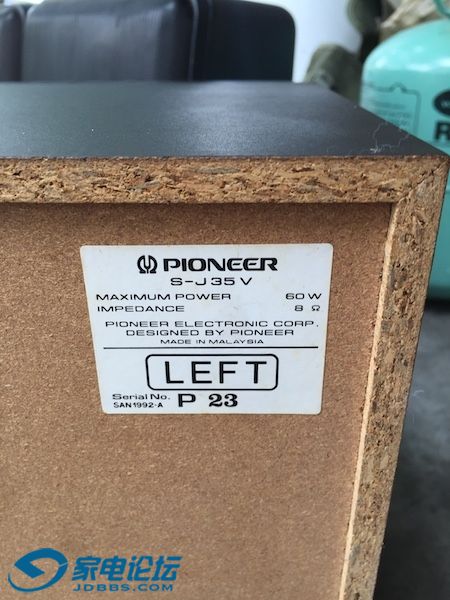 R
PIONEER
S-J35V
MAXIMUM POWER 60 W
IMPEDANCE 8 Ω
PIONEER ELECTRONIC CORP.
DESIGNED BY PIONEER
MADE IN MALAYSIA
LEFT
Serial No. P 23
SAN1992-A
家电论坛
JDBBS.COM